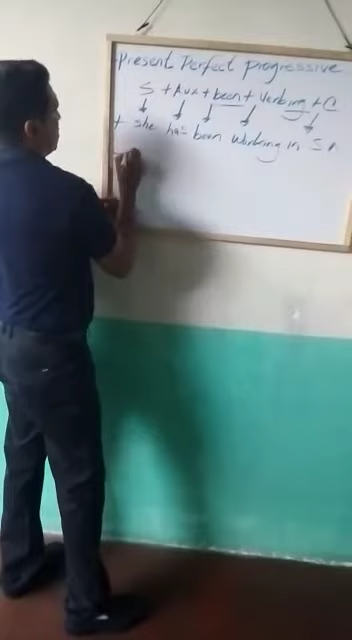 Present Perfect Progressive
S + Aux + been + Verbing + C
+ She has been working in S.A